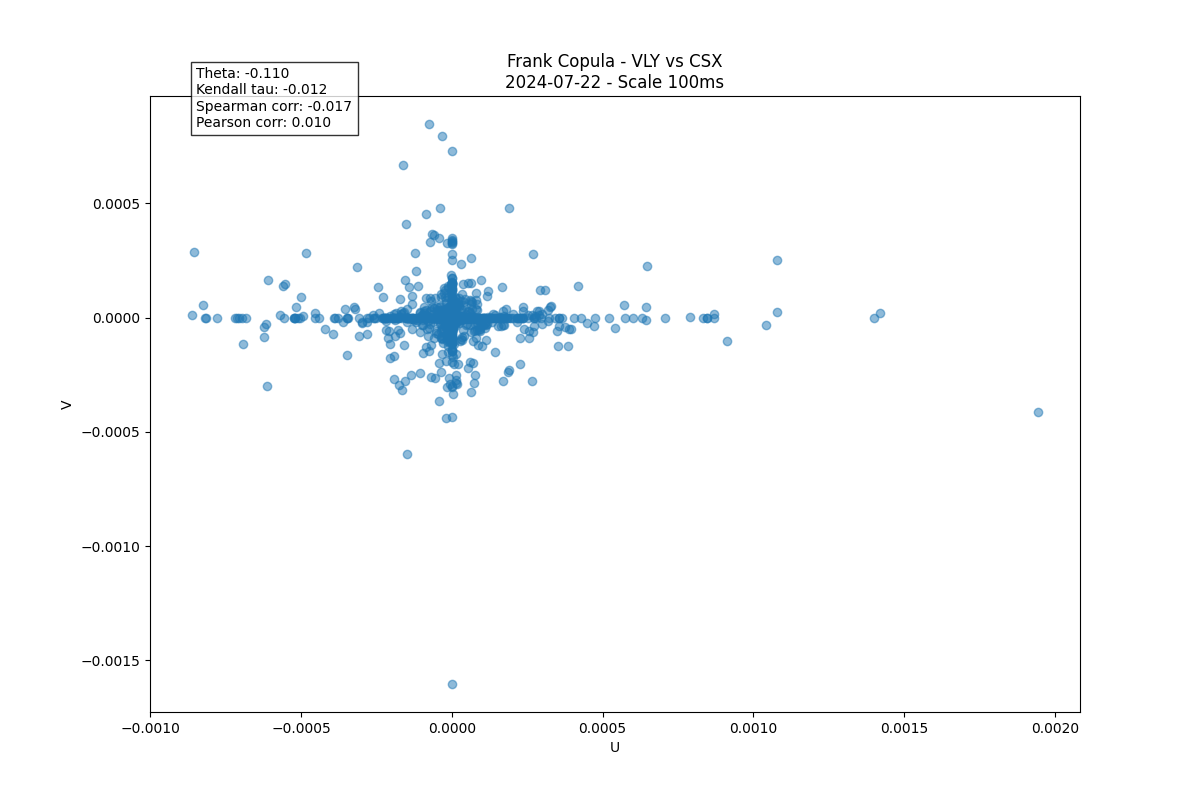 Frank Copula - VLY vs CSX
2024-07-22 - Scale 100ms
Theta: -0.110
Kendall tau: -0.012
Spearman corr: -0.017
Pearson corr: 0.010
0.0005
0.0000
−0.0005
−0.0010
−0.0015
V
−0.0010
−0.0005
0.0000
0.0005
0.0010
0.0015
0.0020
U